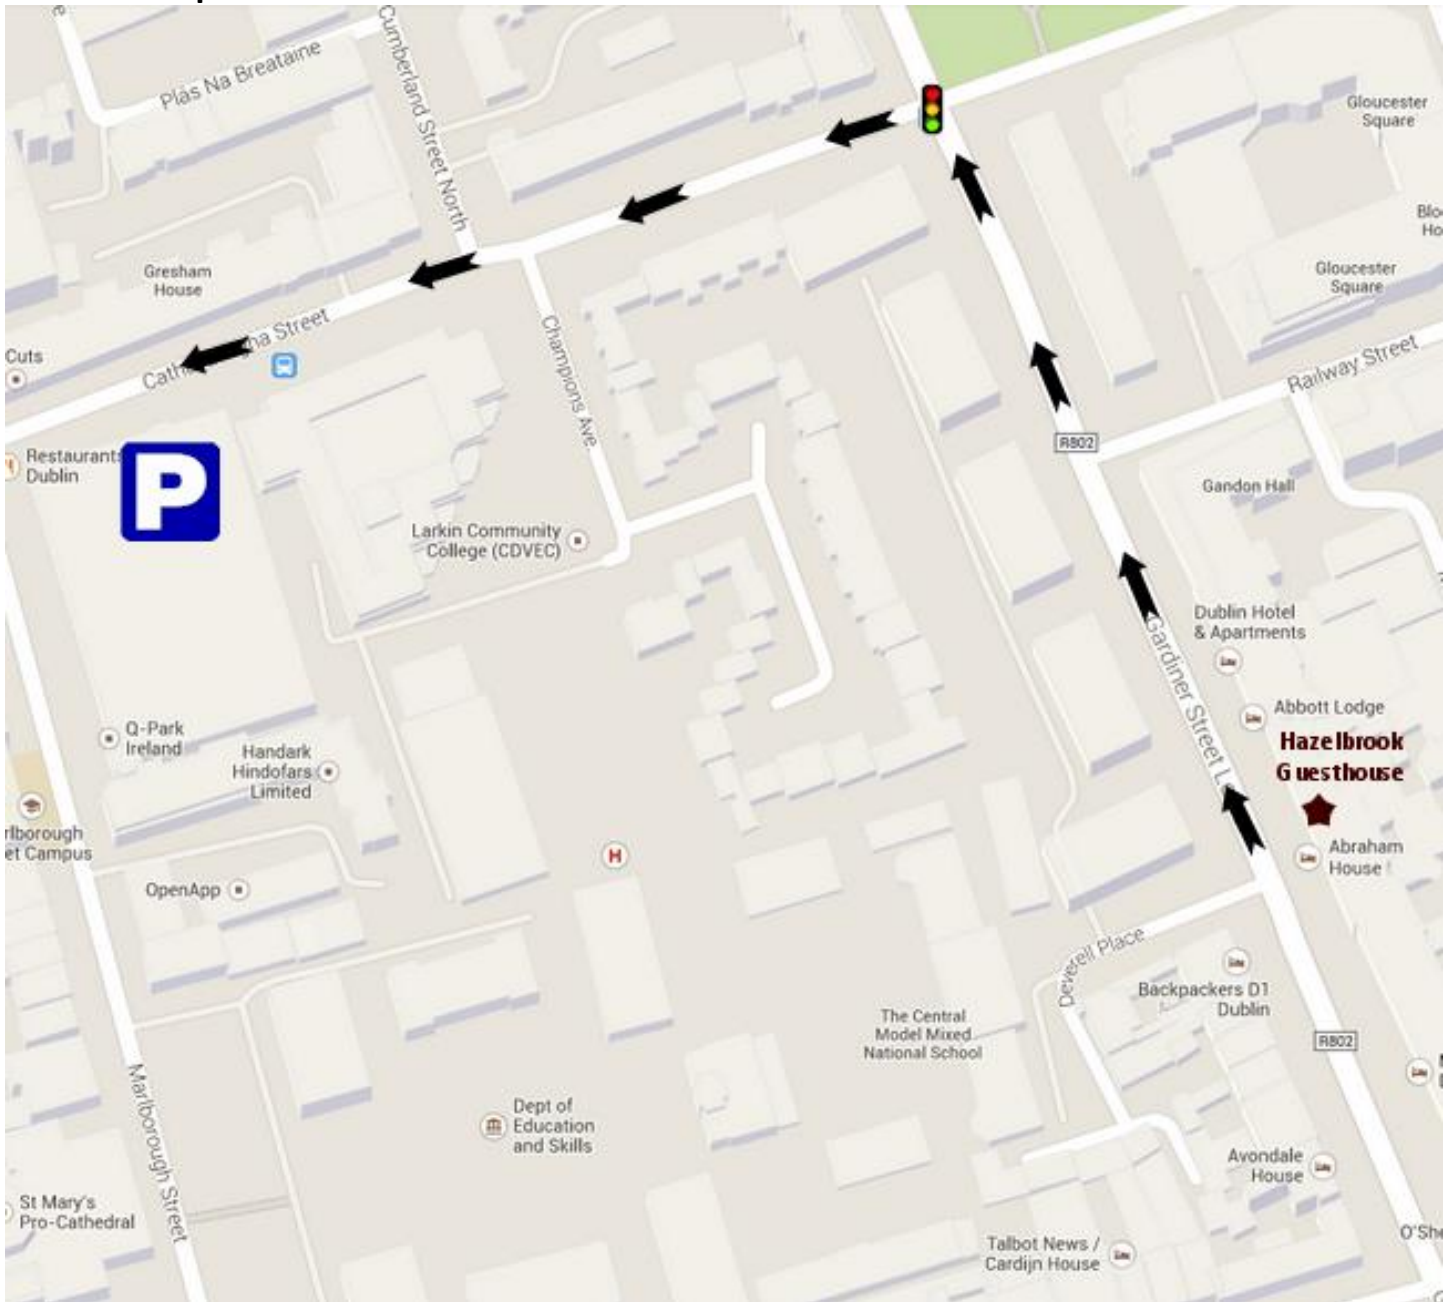 Plás Na Breataine
Cumberland Street North
Gloucester
Square
Gresham
House
Gloucester
Square
Cuts
Street
Champions Ave.
Railway Street
R802
Restaurants
Dublin
P
Gandon Hall
Larkin Community
College (CDVEC)
Dublin Hotel
& Apartments
Gardiner Street L
Abbott Lodge
Q-Park
Ireland
Hazelbrook
Guesthouse
Handark
Hindofars
Limited
rlborough
et Campus
H
Abraham
House
OpenApp
Deverell Place
Backpackers D1
Dublin
The Central
Model Mixed
National School
R802
Marlborough Street
Dept of
Education
and Skills
Avondale
House
St Mary's
Pro-Cathedral
O'She
Talbot News /
Cardijn House